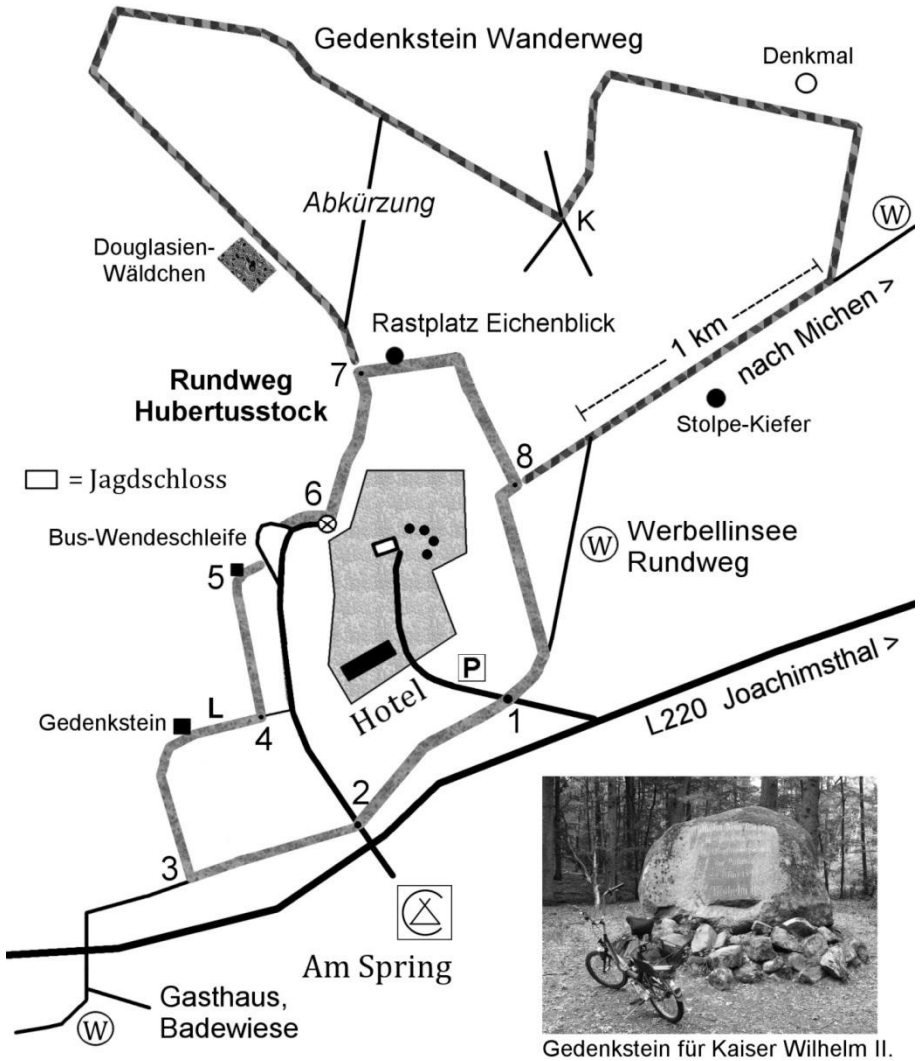 Gedenkstein Wanderweg
Denkmal
Abkürzung
K
W
Douglasien-
Wäldchen
Rastplatz Eichenblick
1 km
nach Michen >
7
Rundweg
Hubertusstock
Stolpe-Kiefer
8
= Jagdschloss
6
Bus-Wendeschleife
W
Werbellinsee
Rundweg
5
P
L220 Joachimsthal >
Hotel
L
Gedenkstein
4
1
2
3
Am Spring
Gasthaus,
Badewiese
W
Gedenkstein für Kaiser Wilhelm II.